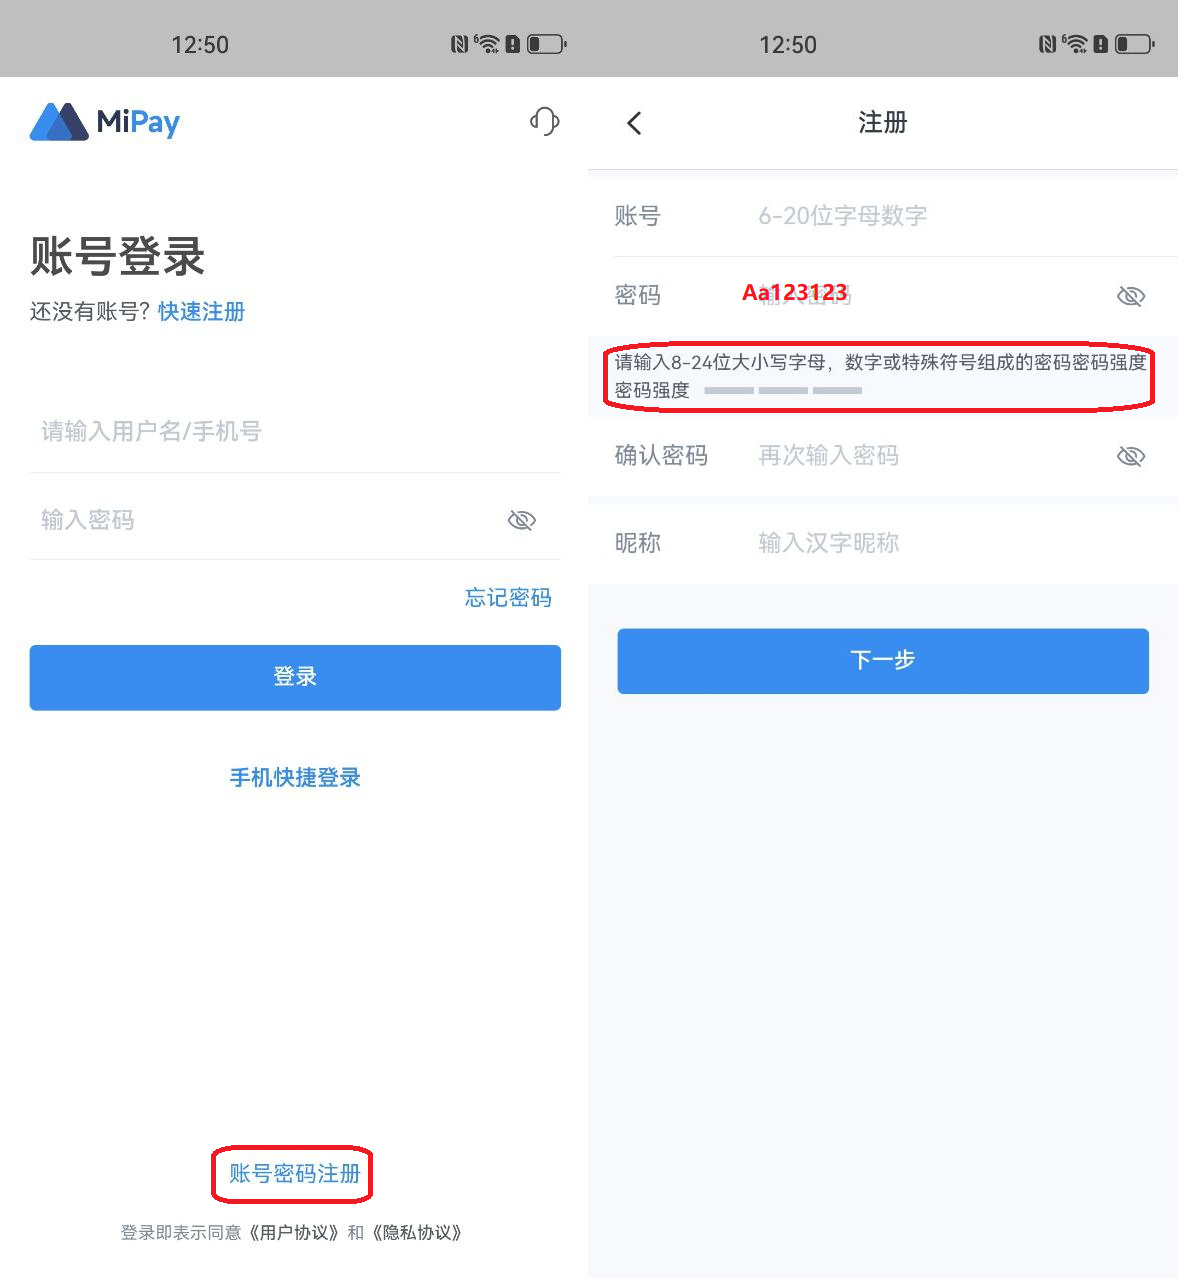 12:50
MiPay
账号登录
还没有账号? 快速注册
请输入用户名/手机号
输入密码
忘记密码
登录
手机快捷登录
账号密码注册
登录即表示同意《用户协议》和《隐私协议》
12:50
注册
账号 6-20位字母数字
密码 输入密码
Aa123123
请输入8-24位大小写字母，数字或特殊符号组成的密码密码强度
密码强度
确认密码 再次输入密码
昵称 输入汉字昵称
下一步